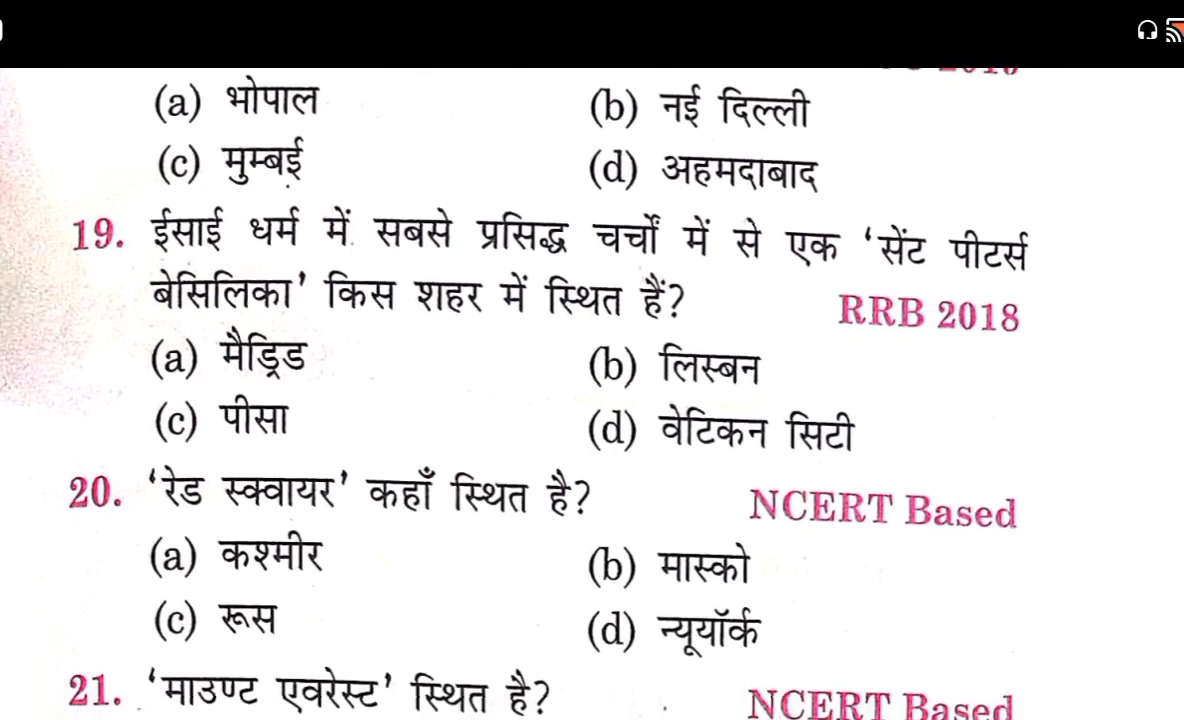 (a) भोपाल (b) नई दिल्ली
(c) मुम्बई (d) अहमदाबाद
19. ईसाई धर्म में सबसे प्रसिद्ध चर्चों में से एक ‘सेंट पीटर्स
बेसिलिका’ किस शहर में स्थित हैं? RRB 2018
(a) मैड्रिड (b) लिस्बन
(c) पीसा (d) वेटिकन सिटी
20. ‘रेड स्क्वायर’ कहाँ स्थित है? NCERT Based
(a) कश्मीर (b) मास्को
(c) रूस (d) न्यूयॉर्क
21. ‘माउण्ट एवरेस्ट’ स्थित है? NCERT Based